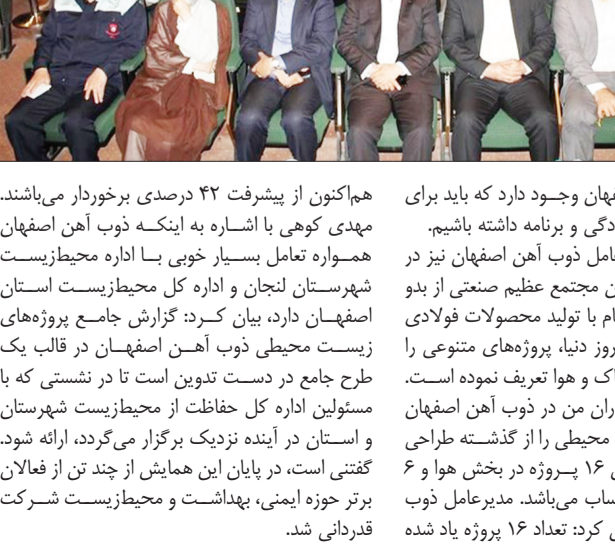 وجود دارد که باید برای
و برنامه داشته باشیم.
ذوب آهن اصفهان نیز در
مجتمع عظیم صنعتی از بدو
با تولید محصولات فولادی
روز دنیا، پروژه‌های متنوعی را
و هوا تعریف نموده است.
من در ذوب آهن اصفهان
محیطی را از گذشته طراحی
۱۶ پروژه در بخش هوا و ۶
می‌باشد. مدیرعامل ذوب
کرد: تعداد ۱۶ پروژه یاد شده
هم‌اکنون از پیشرفت ۴۲ درصدی برخوردار می‌باشند.
مهدی کوهی با اشاره به اینکه ذوب آهن اصفهان
همواره تعامل بسیار خوبی با اداره محیط‌زیست
شهرستان لنجان و اداره کل محیط‌زیست استان
اصفهان دارد، بیان کرد: گزارش جامع پروژه‌های
زیست محیطی ذوب آهن اصفهان در قالب یک
طرح جامع در دست تدوین است تا در نشستی که با
مسئولین اداره کل حفاظت از محیط‌زیست شهرستان
و استان در آینده نزدیک برگزار می‌گردد، ارائه شود.
گفتنی است، در پایان این همایش از چند تن از فعالان
برتر حوزه ایمنی، بهداشت و محیط‌زیست شرکت
قدردانی شد.